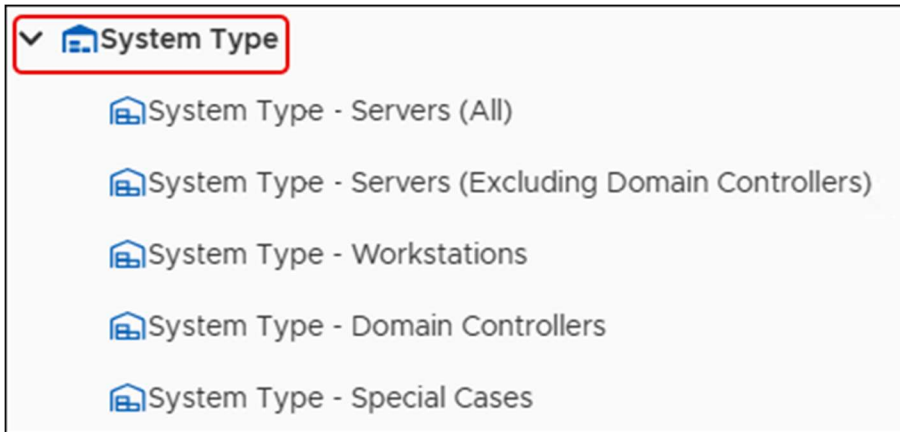 System Type
System Type - Servers (All)
System Type - Servers (Excluding Domain Controllers)
System Type - Workstations
System Type - Domain Controllers
System Type - Special Cases